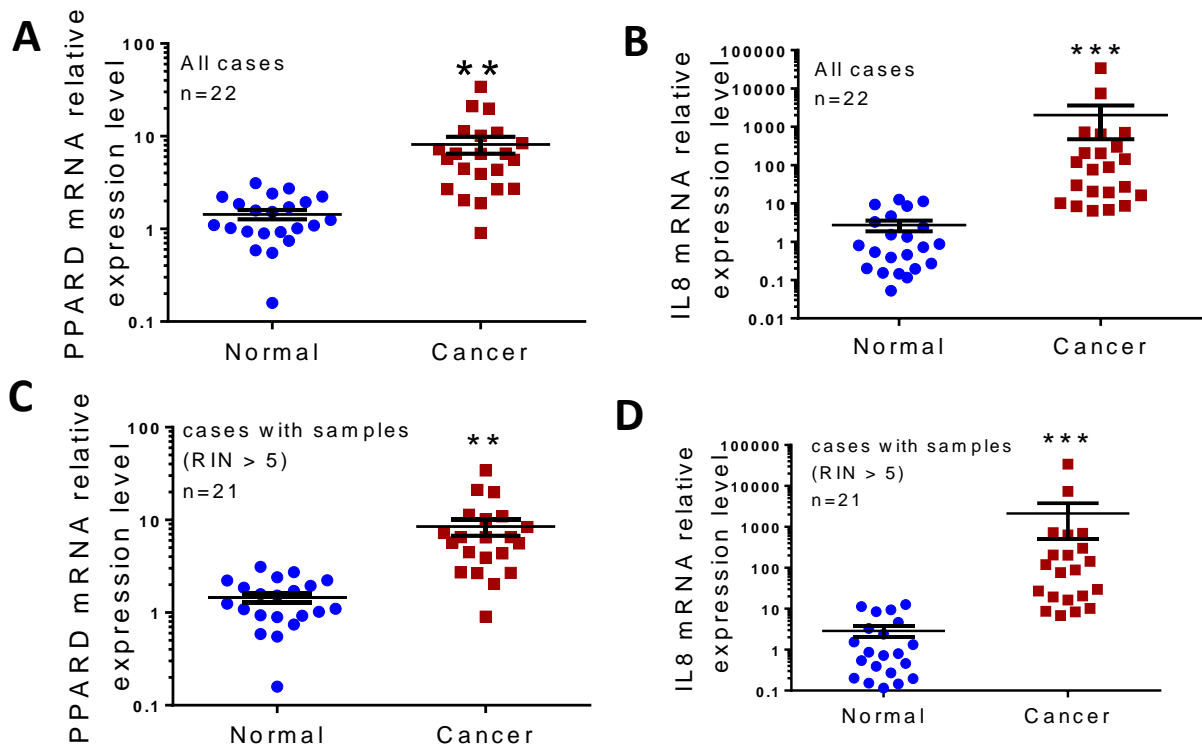 A
PPARD mRNA relative
expression level
100
10
1
0.1
All cases
n=22
**
Normal
Cancer
B
IL8 mRNA relative
expression level
100000
10000
1000
100
10
1
0.1
0.01
All cases
n=22
***
Normal
Cancer
C
PPARD mRNA relative
expression level
100
10
1
0.1
cases with samples
(RIN > 5)
n=21
**
Normal
Cancer
D
IL8 mRNA relative
expression level
100000
10000
1000
100
10
1
0.1
cases with samples
(RIN > 5)
n=21
***
Normal
Cancer